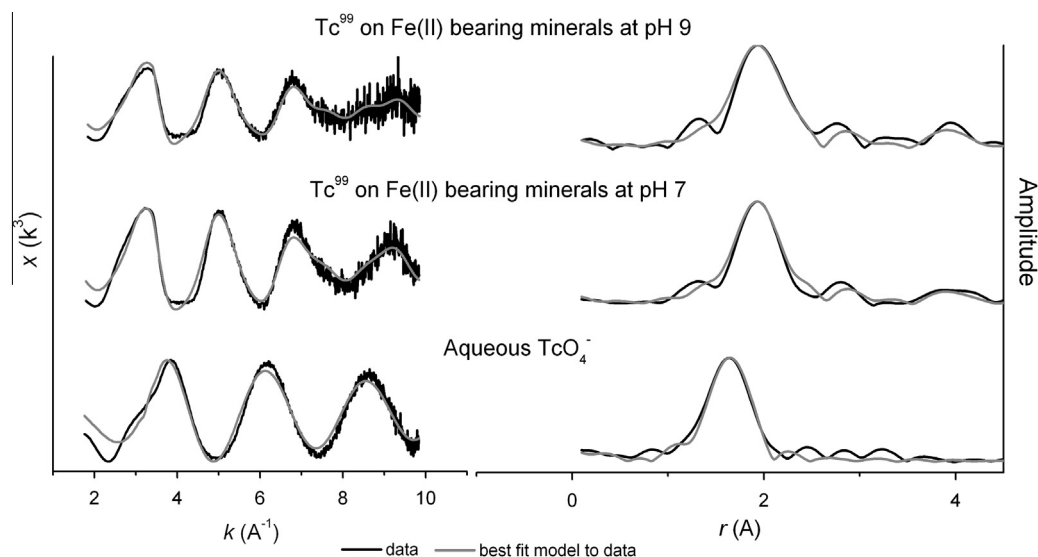 Tc⁹⁹ on Fe(II) bearing minerals at pH 9
Tc⁹⁹ on Fe(II) bearing minerals at pH 7
Aqueous TcO₄⁻
x (k³)
Amplitude
2 4 6 8 10
0 2 4
k (A⁻¹)
r (A)
data best fit model to data